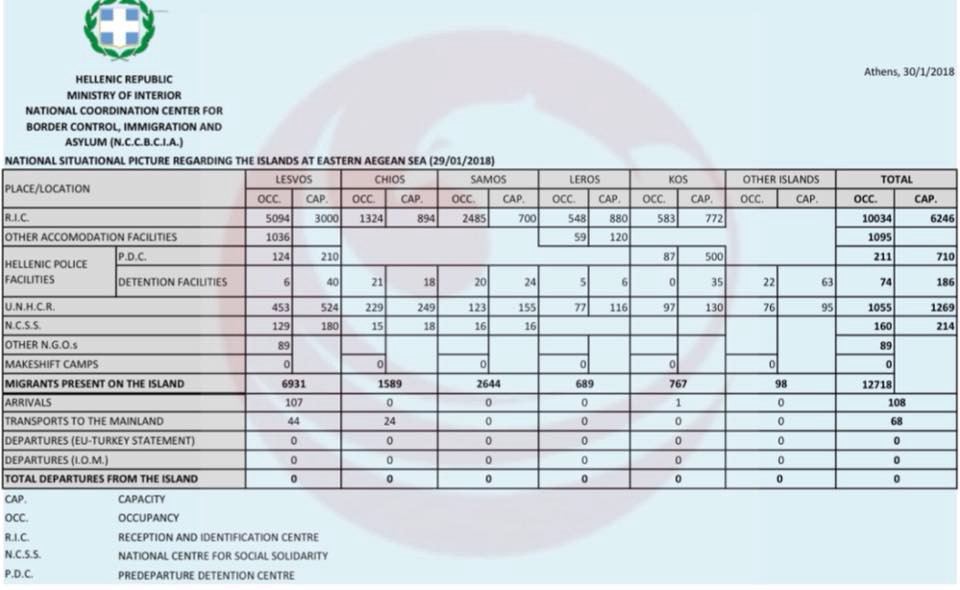 HELLENIC REPUBLIC
MINISTRY OF INTERIOR
NATIONAL COORDINATION CENTER FOR
BORDER CONTROL, IMMIGRATION AND
ASYLUM (N.C.C.B.C.I.A.)
Athens, 30/1/2018
NATIONAL SITUATIONAL PICTURE REGARDING THE ISLANDS AT EASTERN AEGEAN SEA (29/01/2018)
PLACE/LOCATION LESVOS CHIOS SAMOS LEROS KOS OTHER ISLANDS TOTAL
OCC. CAP. OCC. CAP. OCC. CAP. OCC. CAP. OCC. CAP. OCC. CAP. OCC. CAP.
R.I.C. 5094 3000 1324 894 2485 700 548 880 583 772 10034 6246
OTHER ACCOMODATION FACILITIES 1036 59 120 1095
HELLENIC POLICE FACILITIES P.D.C. 124 210 87 500 211 710
DETENTION FACILITIES 6 40 21 18 20 24 5 6 0 35 22 63 74 186
U.N.H.C.R. 453 524 229 249 123 155 77 116 97 130 76 95 1055 1269
N.C.S.S. 129 180 15 18 16 16 160 214
OTHER N.G.O.s 89 89
MAKESHIFT CAMPS 0 0 0 0 0 0 0
MIGRANTS PRESENT ON THE ISLAND 6931 1589 2644 689 767 98 12718
ARRIVALS 107 0 0 0 1 0 108
TRANSPORTS TO THE MAINLAND 44 24 0 0 0 0 68
DEPARTURES (EU-TURKEY STATEMENT) 0 0 0 0 0 0 0
DEPARTURES (I.O.M.) 0 0 0 0 0 0 0
TOTAL DEPARTURES FROM THE ISLAND 0 0 0 0 0 0 0
CAP. CAPACITY
OCC. OCCUPANCY
R.I.C. RECEPTION AND IDENTIFICATION CENTRE
N.C.S.S. NATIONAL CENTRE FOR SOCIAL SOLIDARITY
P.D.C. PREDEPARTURE DETENTION CENTRE